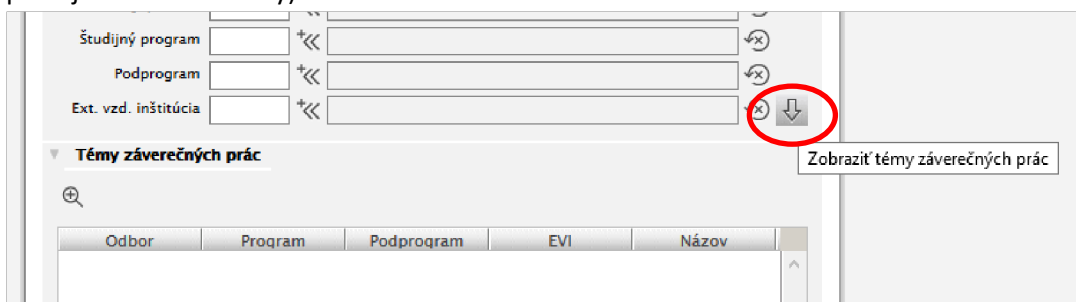 Študijný program
Podprogram
Ext. vzd. inštitúcia
Témy záverečných prác
Zobraziť témy záverečných prác
Odbor Program Podprogram EVI Názov